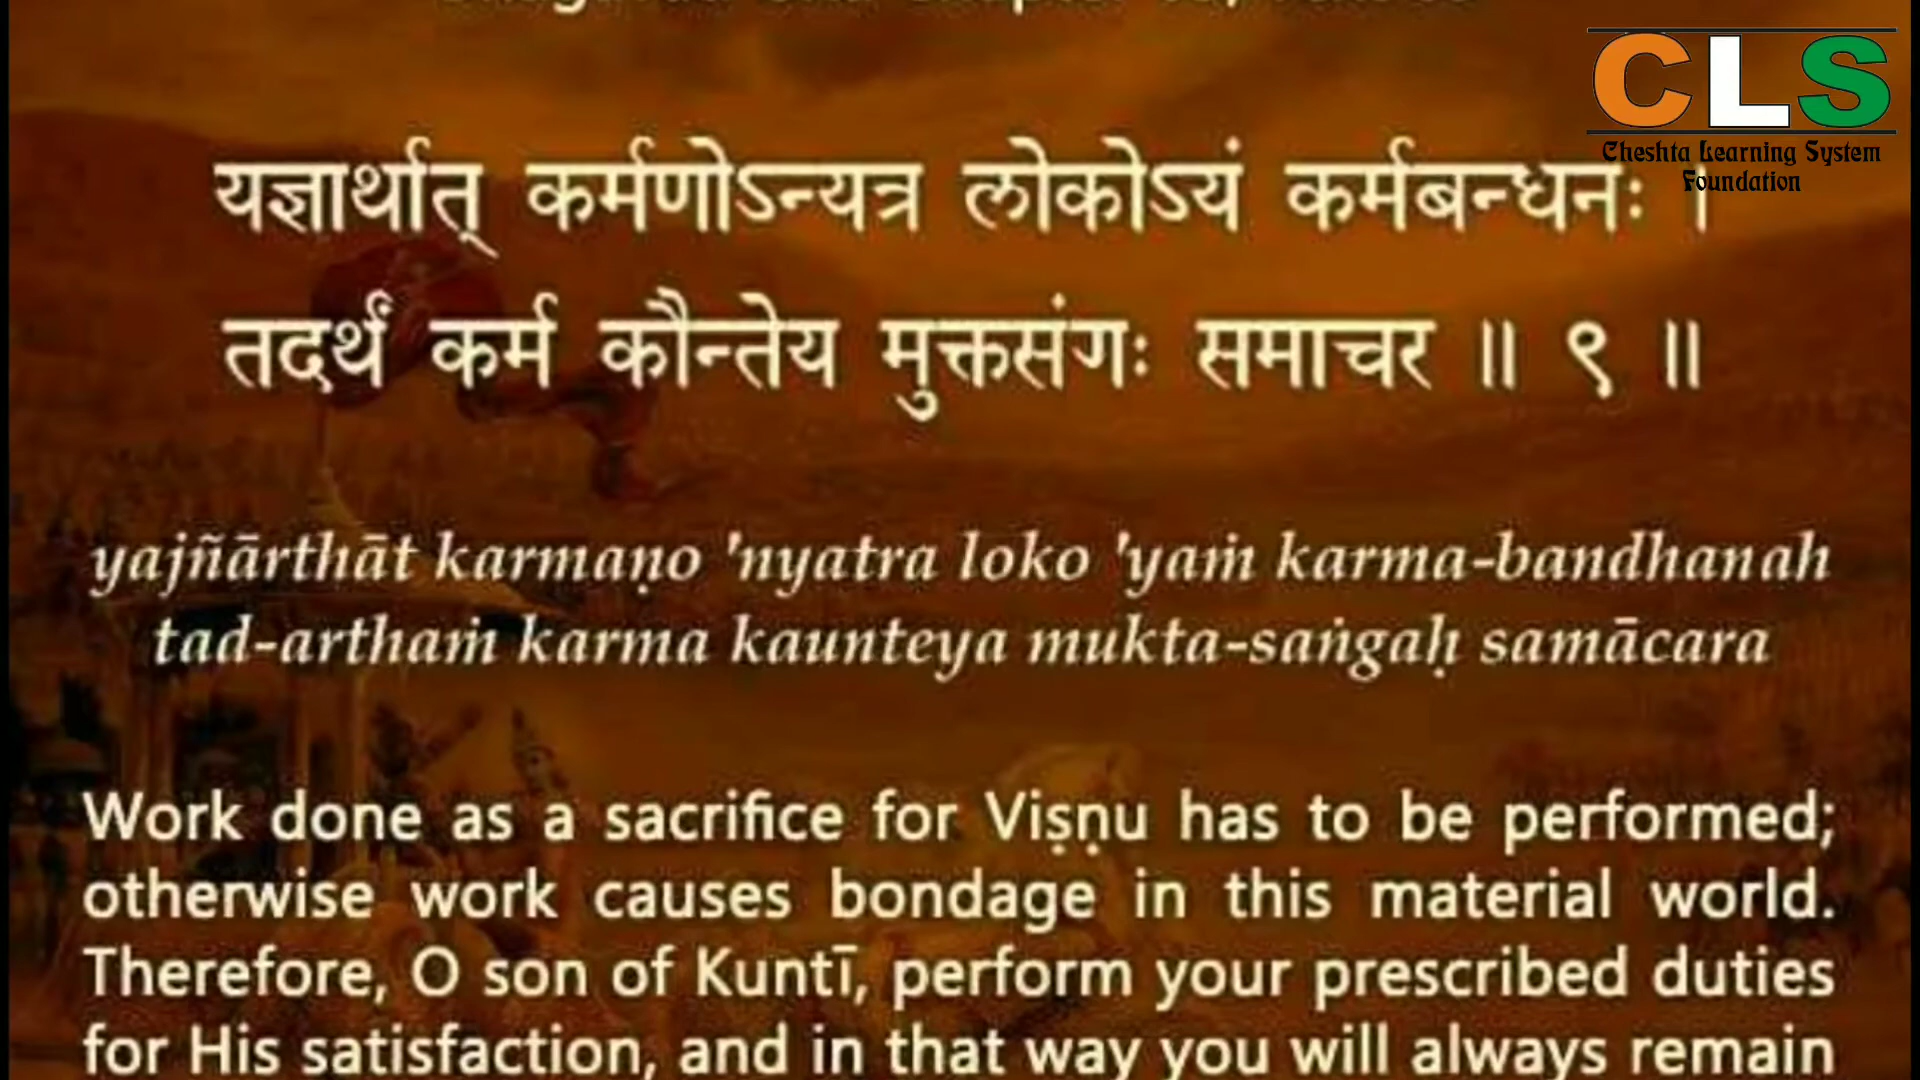 CLS
Cheshta Learning System
Foundation
यज्ञार्थात् कर्मणोऽन्यत्र लोकोऽयं कर्मबन्धनः ।
तदर्थं कर्म कौन्तेय मुक्तसंगः समाचर ॥ ९ ॥
yajñārthāt karmaṇo 'nyatra loko 'yaṁ karma-bandhanah
tad-arthaṁ karma kaunteya mukta-saṅgaḥ samācara
Work done as a sacrifice for Viṣṇu has to be performed;
otherwise work causes bondage in this material world.
Therefore, O son of Kuntī, perform your prescribed duties
for His satisfaction, and in that way you will always remain